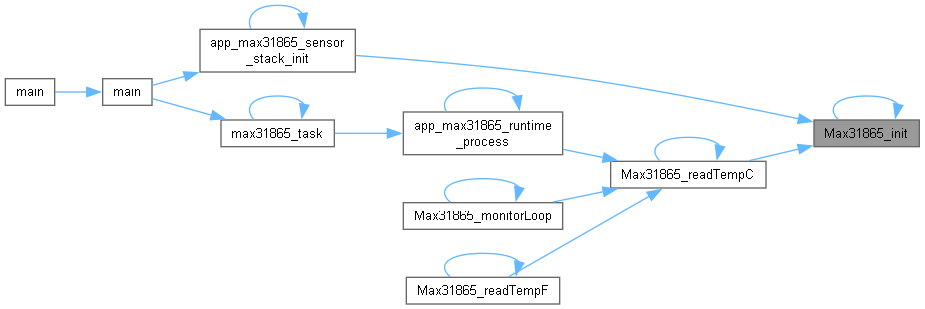 app_max31865_sensor
_stack_init
main
main
max31865_task
app_max31865_runtime
_process
Max31865_init
Max31865_readTempC
Max31865_monitorLoop
Max31865_readTempF